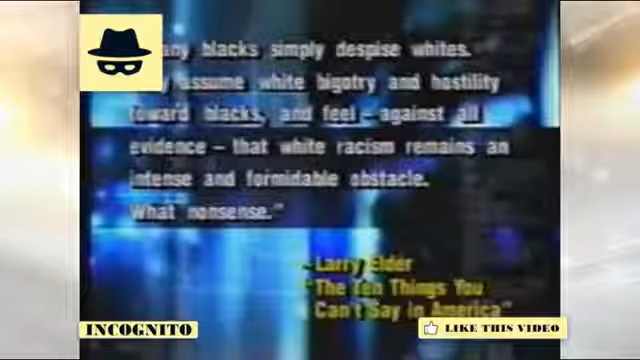 any blacks simply despise whites.
assume white bigotry and hostility
toward blacks, and feel – against all
evidence – that white racism remains an
intense and formidable obstacle.
What nonsense."
- Larry Elder
"The Ten Things You
Can't Say in America"
INCOGNITO
LIKE THIS VIDEO